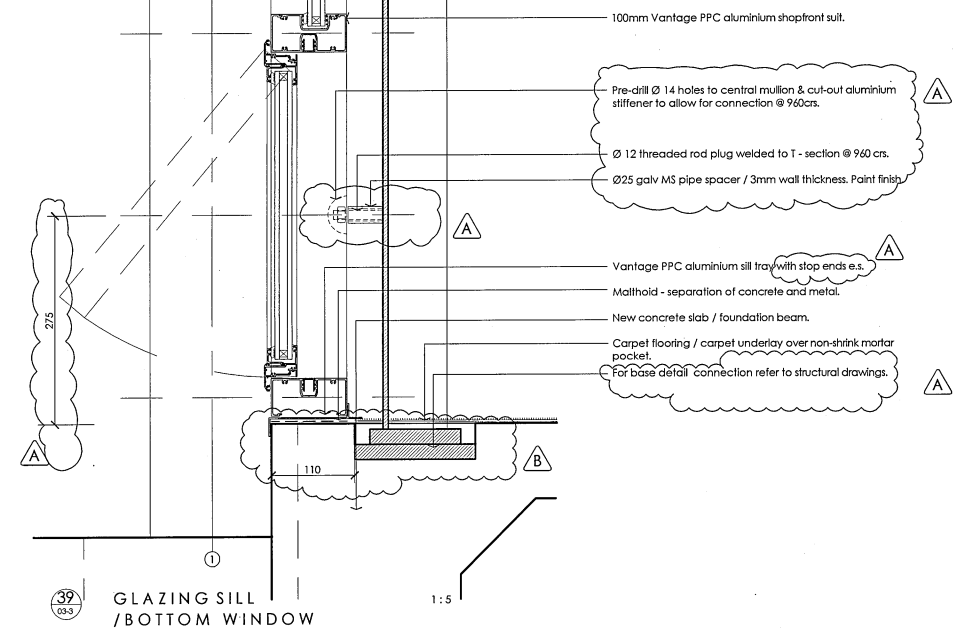 100mm Vantage PPC aluminium shopfront suit.
Pre-drill Ø 14 holes to central mullion & cut-out aluminium
stiffener to allow for connection @ 960crs.
A
Ø 12 threaded rod plug welded to T - section @ 960 crs.
Ø25 galv MS pipe spacer / 3mm wall thickness. Paint finish
A
A
Vantage PPC aluminium sill tray with stop ends e.s.
Malthoid - separation of concrete and metal.
275
New concrete slab / foundation beam.
Carpet flooring / carpet underlay over non-shrink mortar
pocket.
For base detail connection refer to structural drawings.
A
A
B
110
1
39
03-3
GLAZING SILL
/BOTTOM WINDOW
1:5